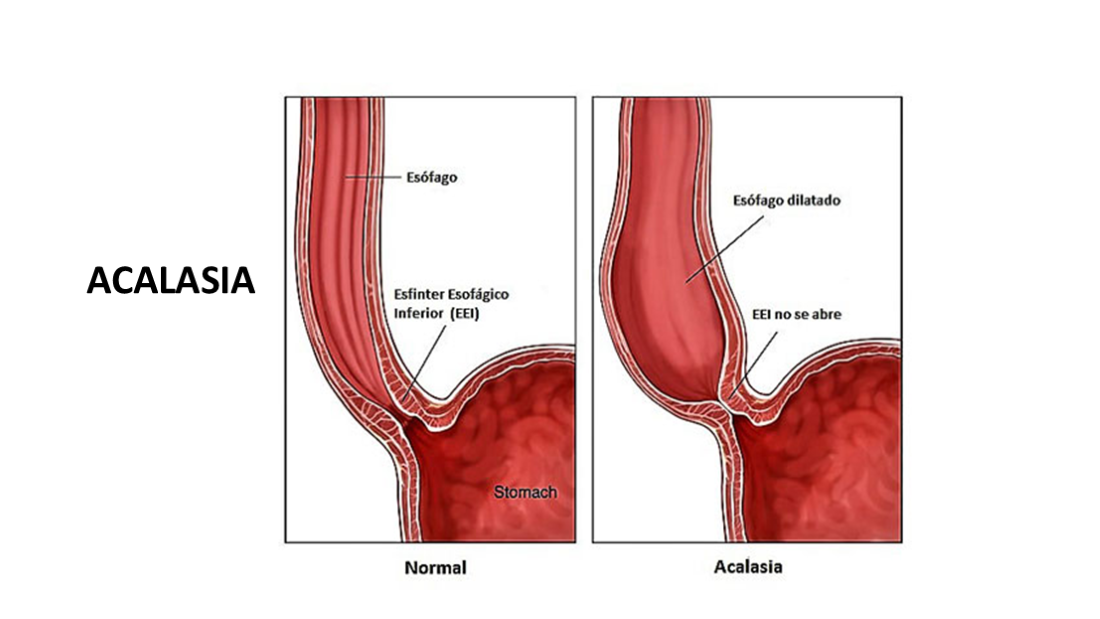 ACALASIA
Esófago
Esfinter Esofágico
Inferior (EEI)
Stomach
Normal
Esófago dilatado
EEI no se abre
Acalasia